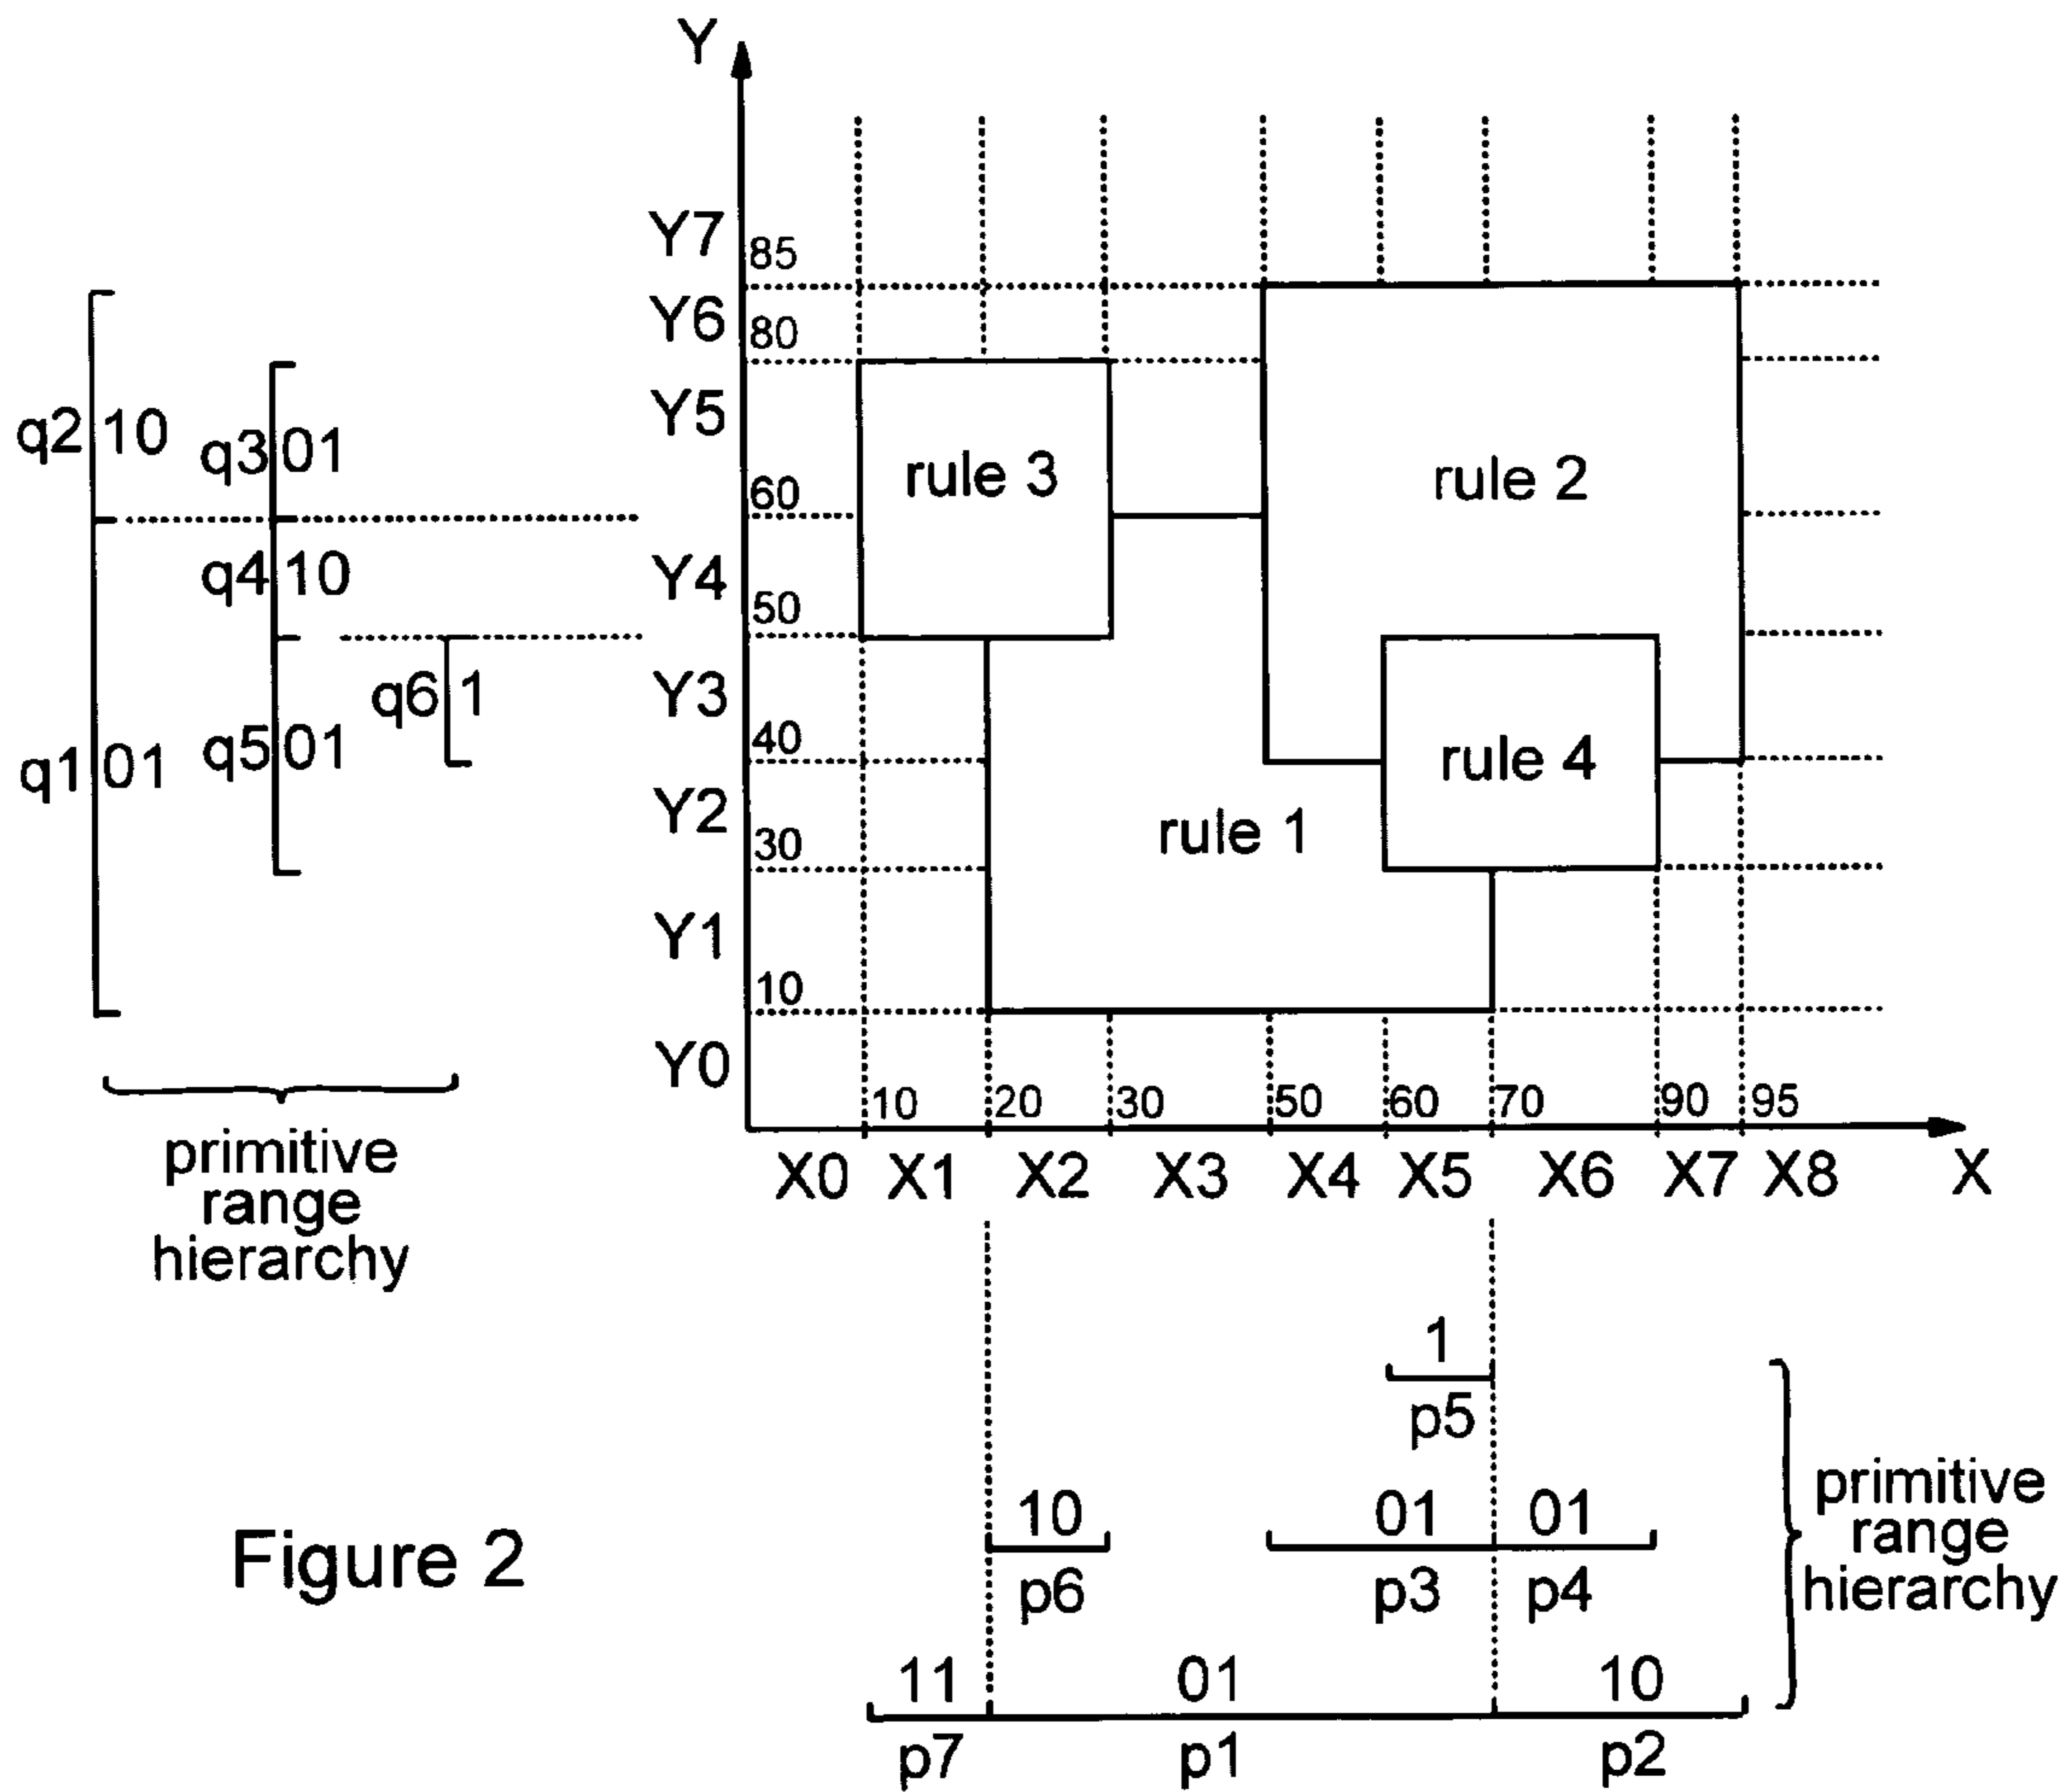 Y
Y7
85
Y6
80
q2 10
q3 01
Y5
rule 3
rule 2
60
q4 10
Y4
50
q6 1
Y3
q1 01
q5 01
40
rule 4
Y2
30
rule 1
Y1
10
Y0
10 20 30 50 60 70 90 95
X0 X1 X2 X3 X4 X5 X6 X7 X8 X
primitive
range
hierarchy
1
p5
10 01 01
p6 p3 p4
primitive
range
hierarchy
Figure 2
11 01 10
p7 p1 p2